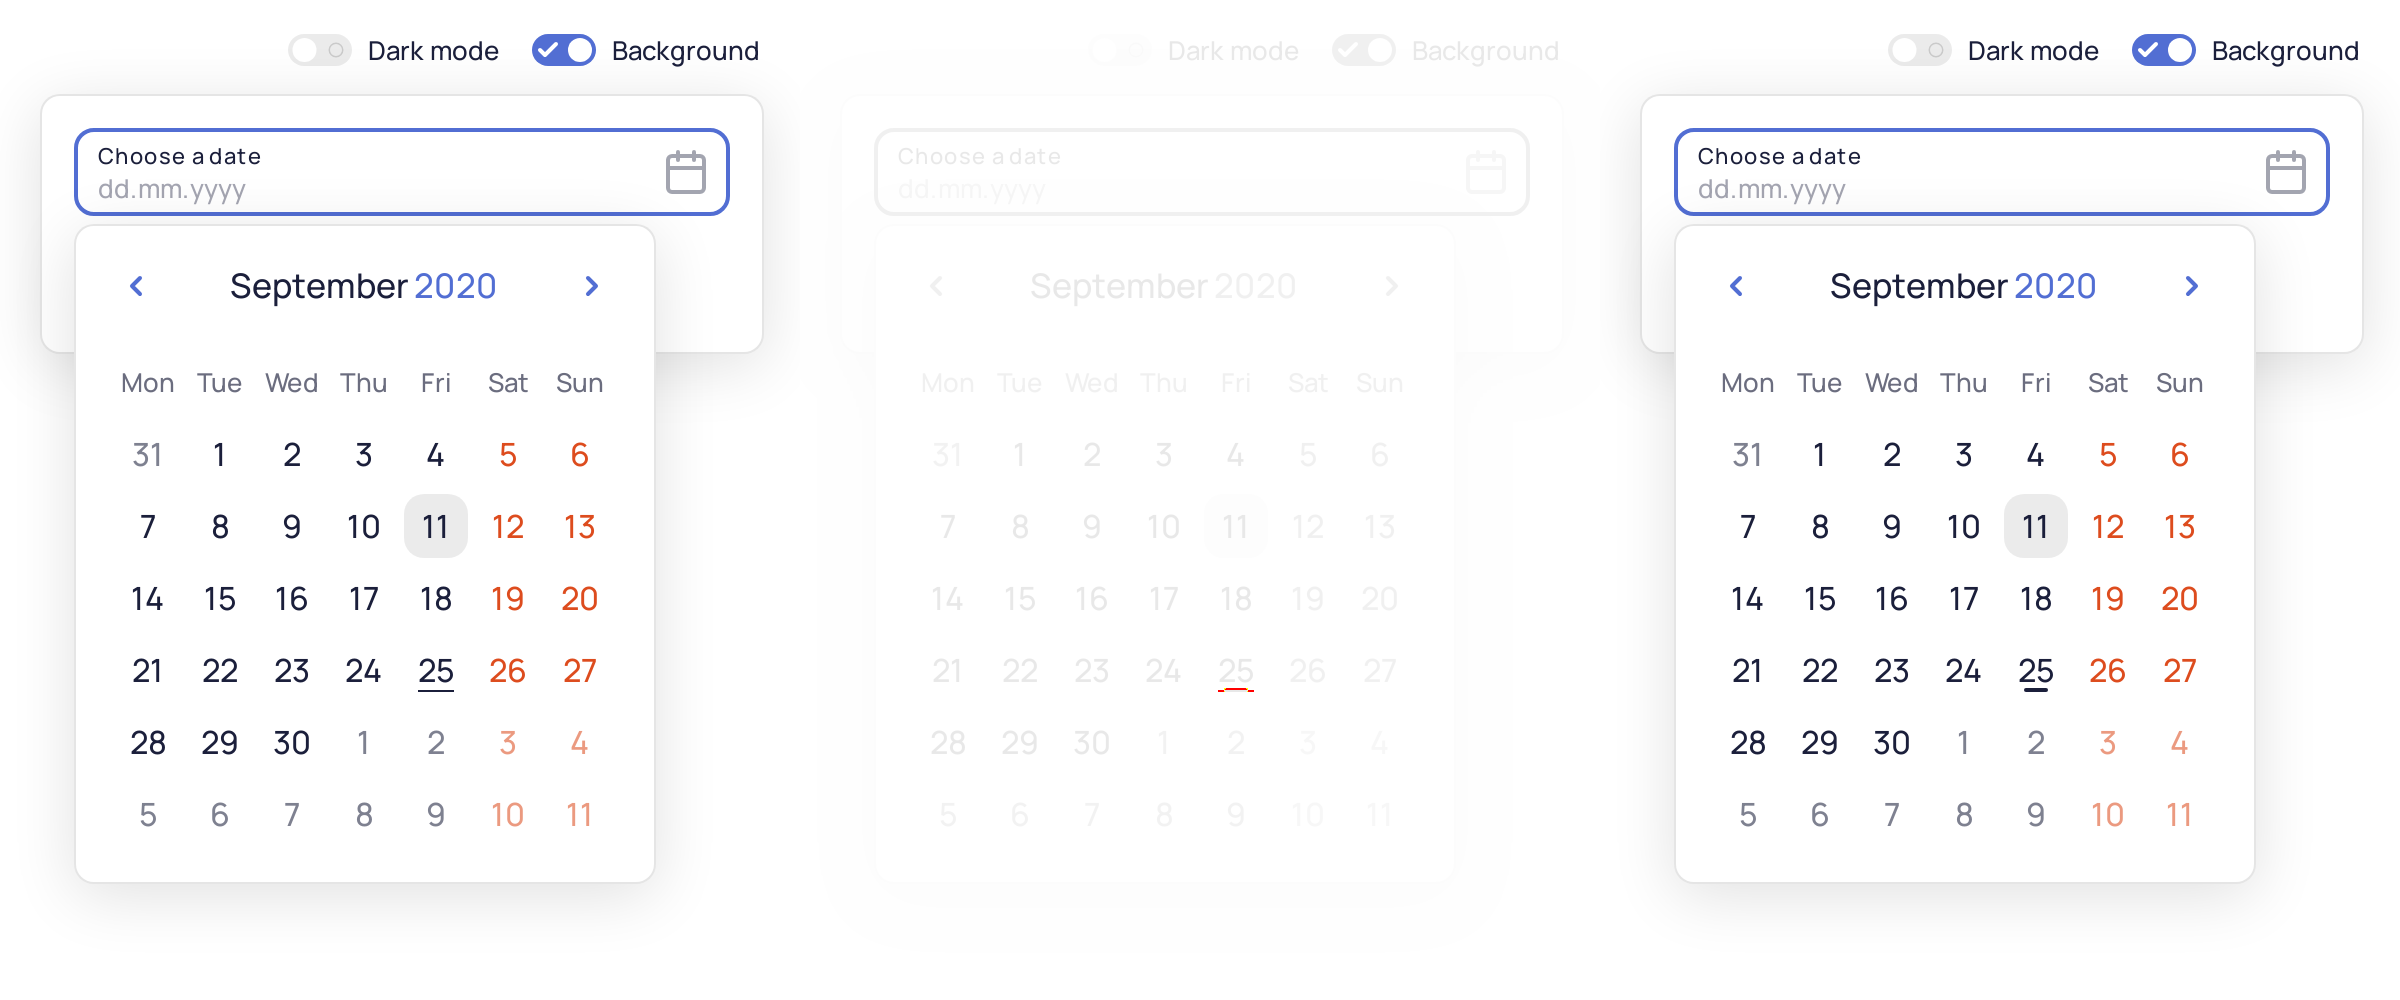 Dark mode Background
Choose a date
dd.mm.yyyy
September 2020
Mon Tue Wed Thu Fri Sat Sun
31 1 2 3 4 5 6
7 8 9 10 11 12 13
14 15 16 17 18 19 20
21 22 23 24 25 26 27
28 29 30 1 2 3 4
5 6 7 8 9 10 11
Dark mode Background
Choose a date
dd.mm.yyyy
September 2020
Mon Tue Wed Thu Fri Sat Sun
31 1 2 3 4 5 6
7 8 9 10 11 12 13
14 15 16 17 18 19 20
21 22 23 24 25 26 27
28 29 30 1 2 3 4
5 6 7 8 9 10 11
Dark mode Background
Choose a date
dd.mm.yyyy
September 2020
Mon Tue Wed Thu Fri Sat Sun
31 1 2 3 4 5 6
7 8 9 10 11 12 13
14 15 16 17 18 19 20
21 22 23 24 25 26 27
28 29 30 1 2 3 4
5 6 7 8 9 10 11